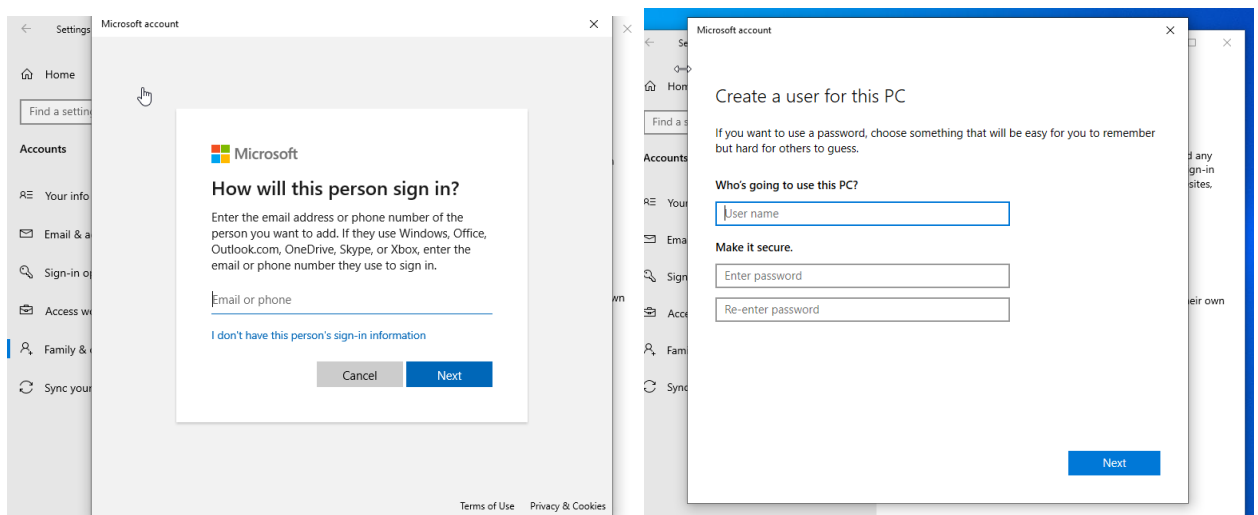 Settings
Microsoft account
Home
Find a setting
Accounts
Your info
Email & a
Sign-in op
Access wo
Family &
Sync your
Microsoft
How will this person sign in?
Enter the email address or phone number of the
person you want to add. If they use Windows, Office,
Outlook.com, OneDrive, Skype, or Xbox, enter the
email or phone number they use to sign in.
Email or phone
I don't have this person's sign-in information
Cancel
Next
Terms of Use
Privacy & Cookies
wn
Se
Microsoft account
Hom
Find a s
Accounts
Your
Ema
Sign
Acce
Fami
Sync
Create a user for this PC
If you want to use a password, choose something that will be easy for you to remember
but hard for others to guess.
Who's going to use this PC?
User name
Make it secure.
Enter password
Re-enter password
Next
d any
gn-in
sites,
eir own